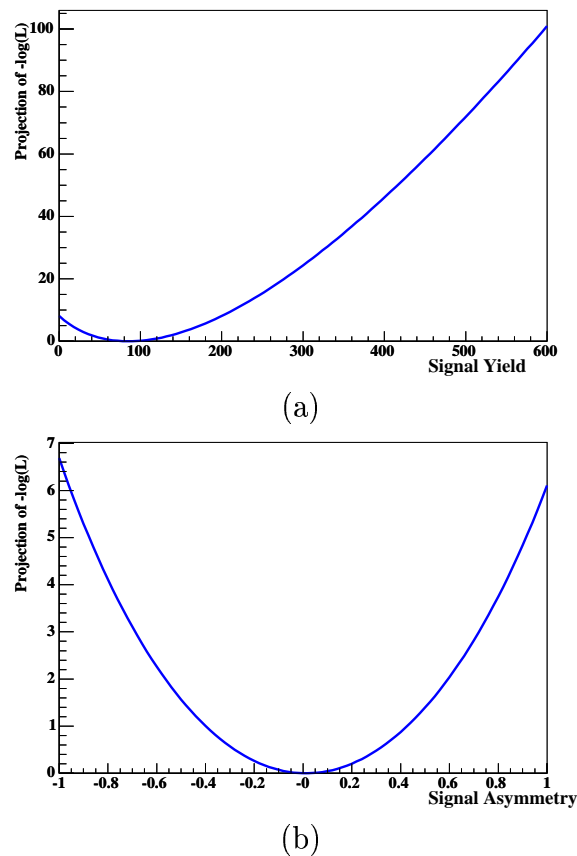 Projection of -log(L)
100
80
60
40
20
0
0 100 200 300 400 500 600
Signal Yield
(a)
Projection of -log(L)
7
6
5
4
3
2
1
0
-1 -0.8 -0.6 -0.4 -0.2 -0 0.2 0.4 0.6 0.8 1
Signal Asymmetry
(b)